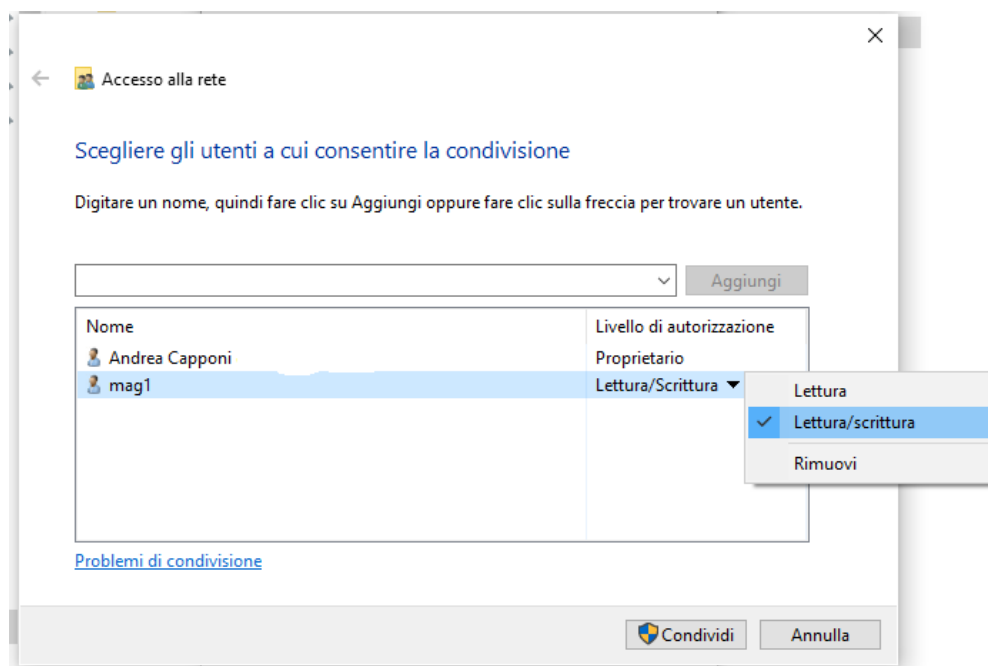 Accesso alla rete
Scegliere gli utenti a cui consentire la condivisione
Digitare un nome, quindi fare clic su Aggiungi oppure fare clic sulla freccia per trovare un utente.
Aggiungi
Nome Livello di autorizzazione
Andrea Capponi Proprietario
mag1 Lettura/Scrittura
Lettura
Lettura/scrittura
Rimuovi
Problemi di condivisione
Condividi Annulla